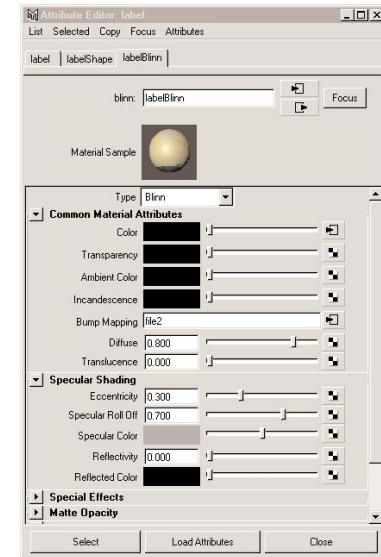 Attribute Editor: label
List Selected Copy Focus Attributes
label labelShape labelBlinn
blinn: labelBlinn Focus
Material Sample
Type Blinn
Common Material Attributes
Color
Transparency
Ambient Color
Incandescence
Bump Mapping file2
Diffuse 0.800
Translucence 0.000
Specular Shading
Eccentricity 0.300
Specular Roll Off 0.700
Specular Color
Reflectivity 0.000
Reflected Color
Special Effects
Matte Opacity
Select Load Attributes Close